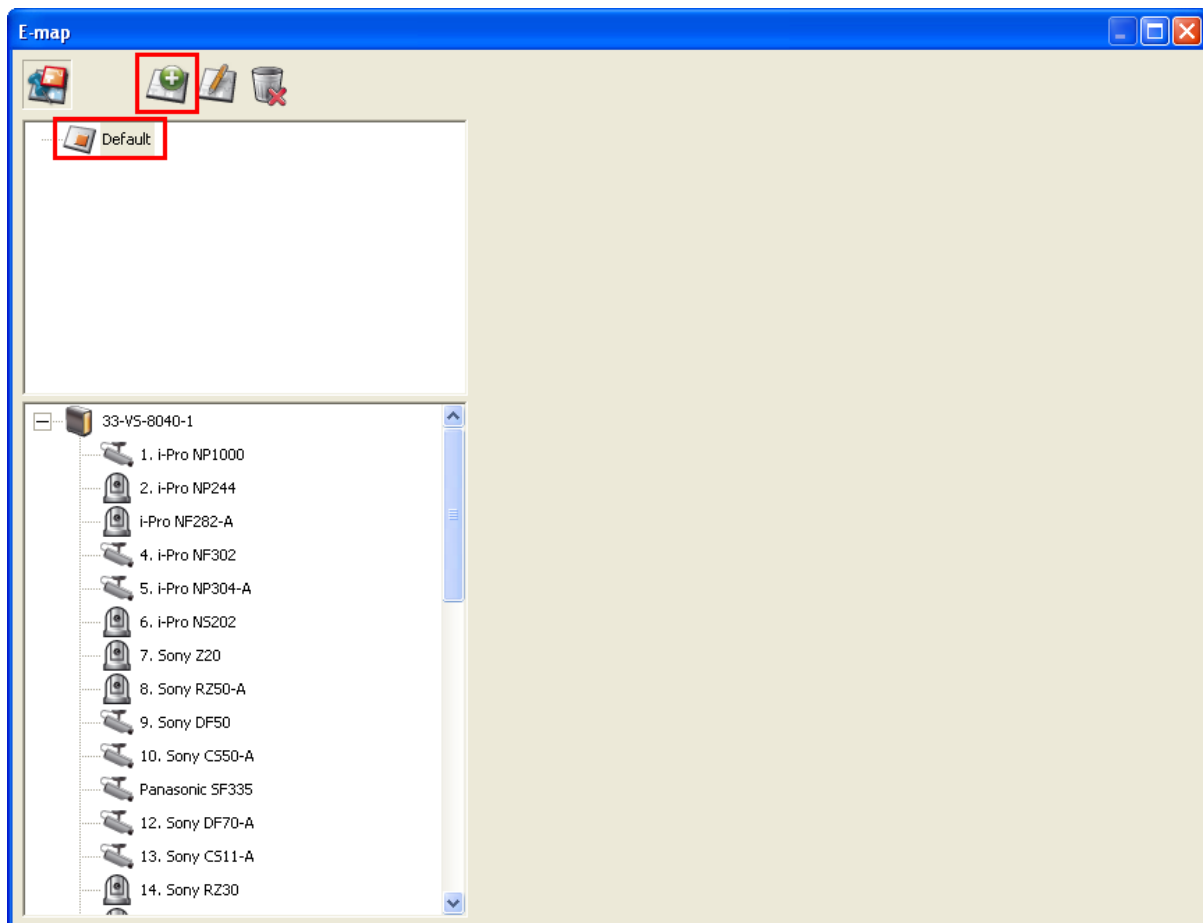 E-map
Default
33-VS-8040-1
1. i-Pro NP1000
2. i-Pro NP244
i-Pro NF282-A
4. i-Pro NF302
5. i-Pro NP304-A
6. i-Pro NS202
7. Sony Z20
8. Sony RZ50-A
9. Sony DF50
10. Sony CS50-A
Panasonic SF335
12. Sony DF70-A
13. Sony CS11-A
14. Sony RZ30